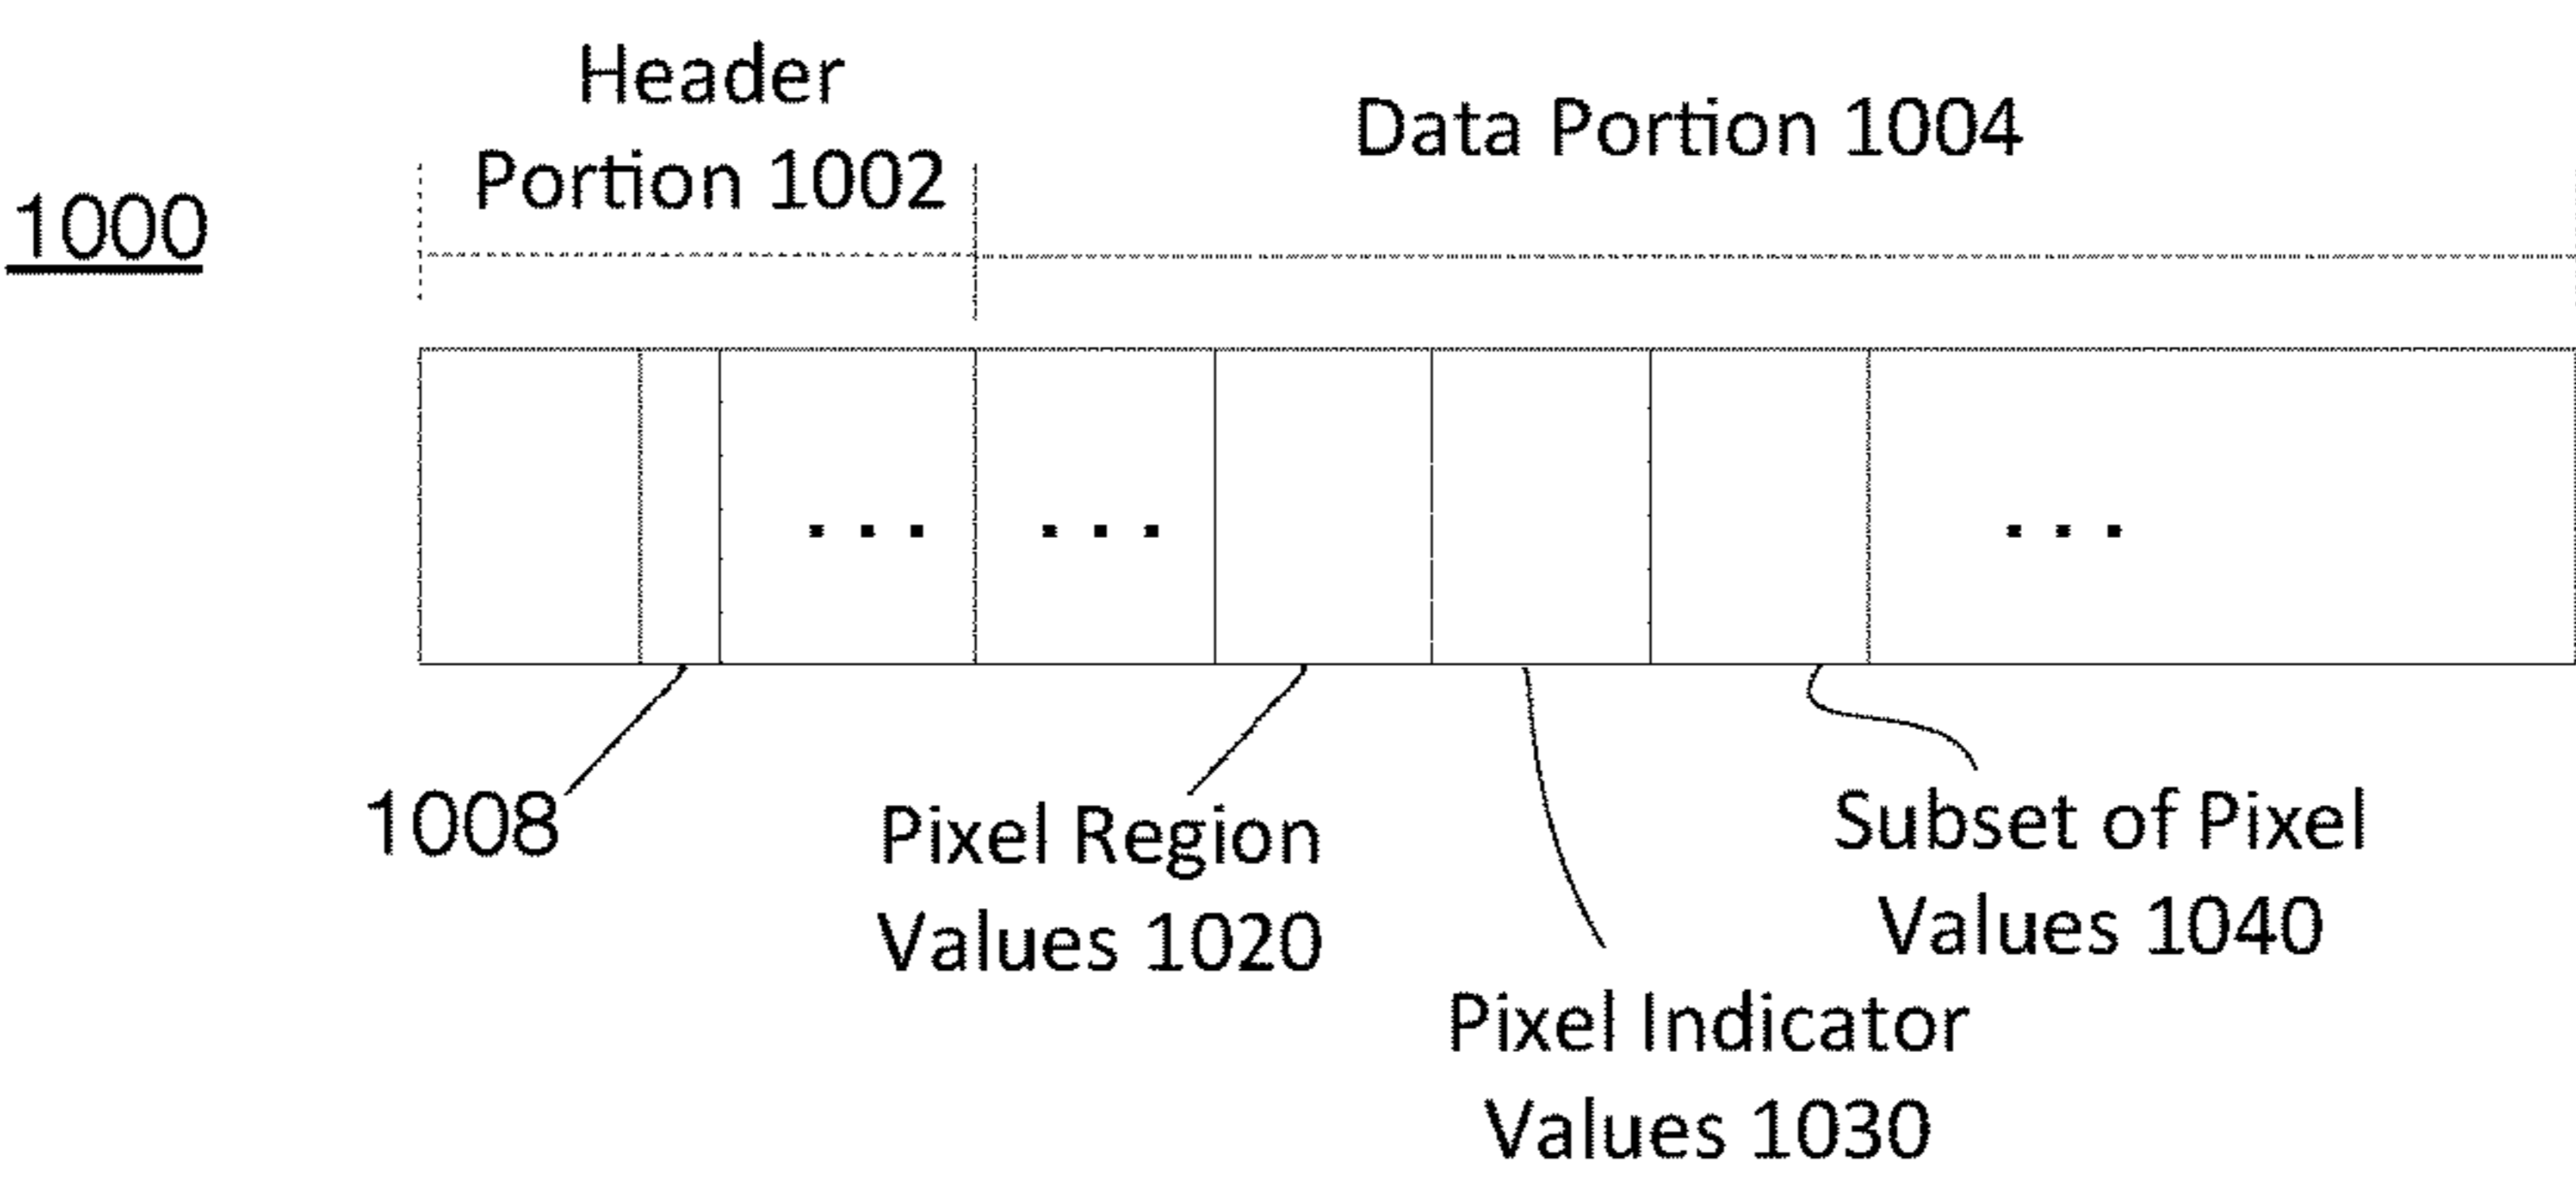 1000
Header
Portion 1002
Data Portion 1004
. . .
. . .
. . .
1008
Pixel Region
Values 1020
Pixel Indicator
Values 1030
Subset of Pixel
Values 1040